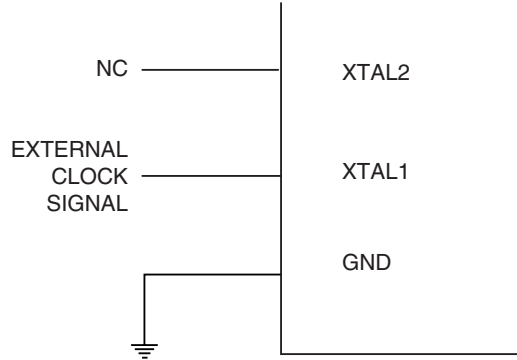 NC
XTAL2
EXTERNAL
CLOCK
SIGNAL
XTAL1
GND